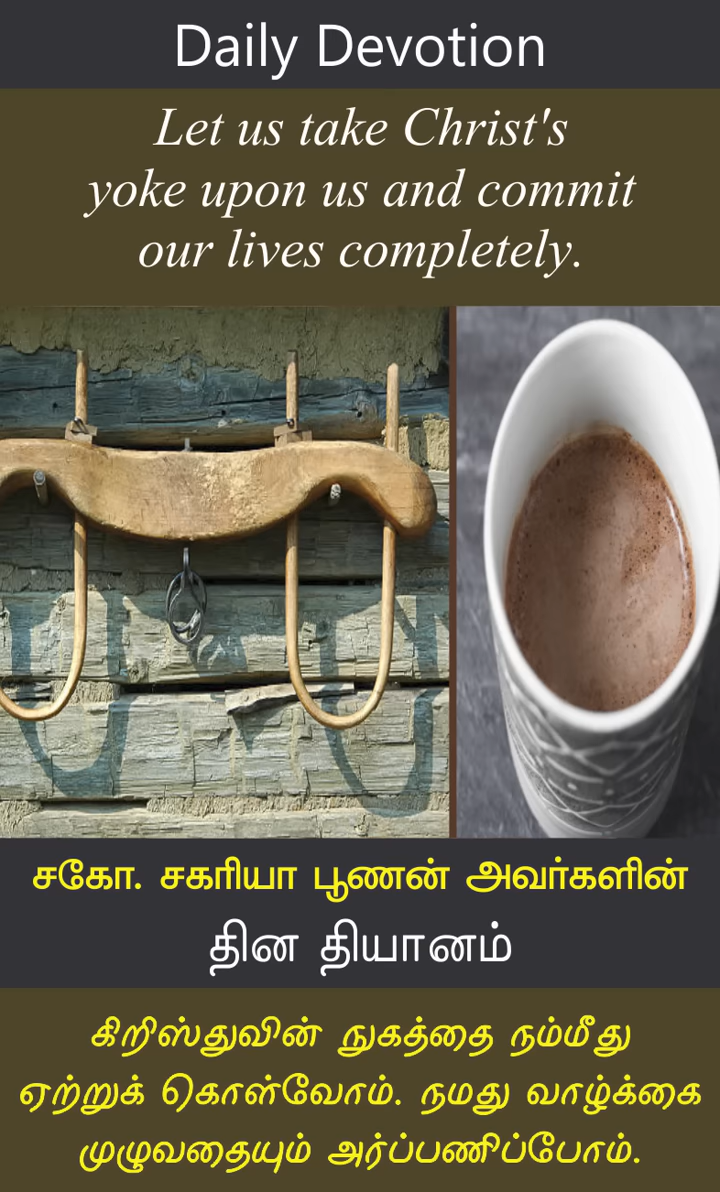 Daily Devotion
Let us take Christ's
yoke upon us and commit
our lives completely.
சகோ. சகரியா பூணன் அவர்களின்
தின தியானம்
கிறிஸ்துவின் நுகத்தை நம்மீது
ஏற்றுக் கொள்வோம். நமது வாழ்க்கை
முழுவதையும் அர்ப்பணிப்போம்.